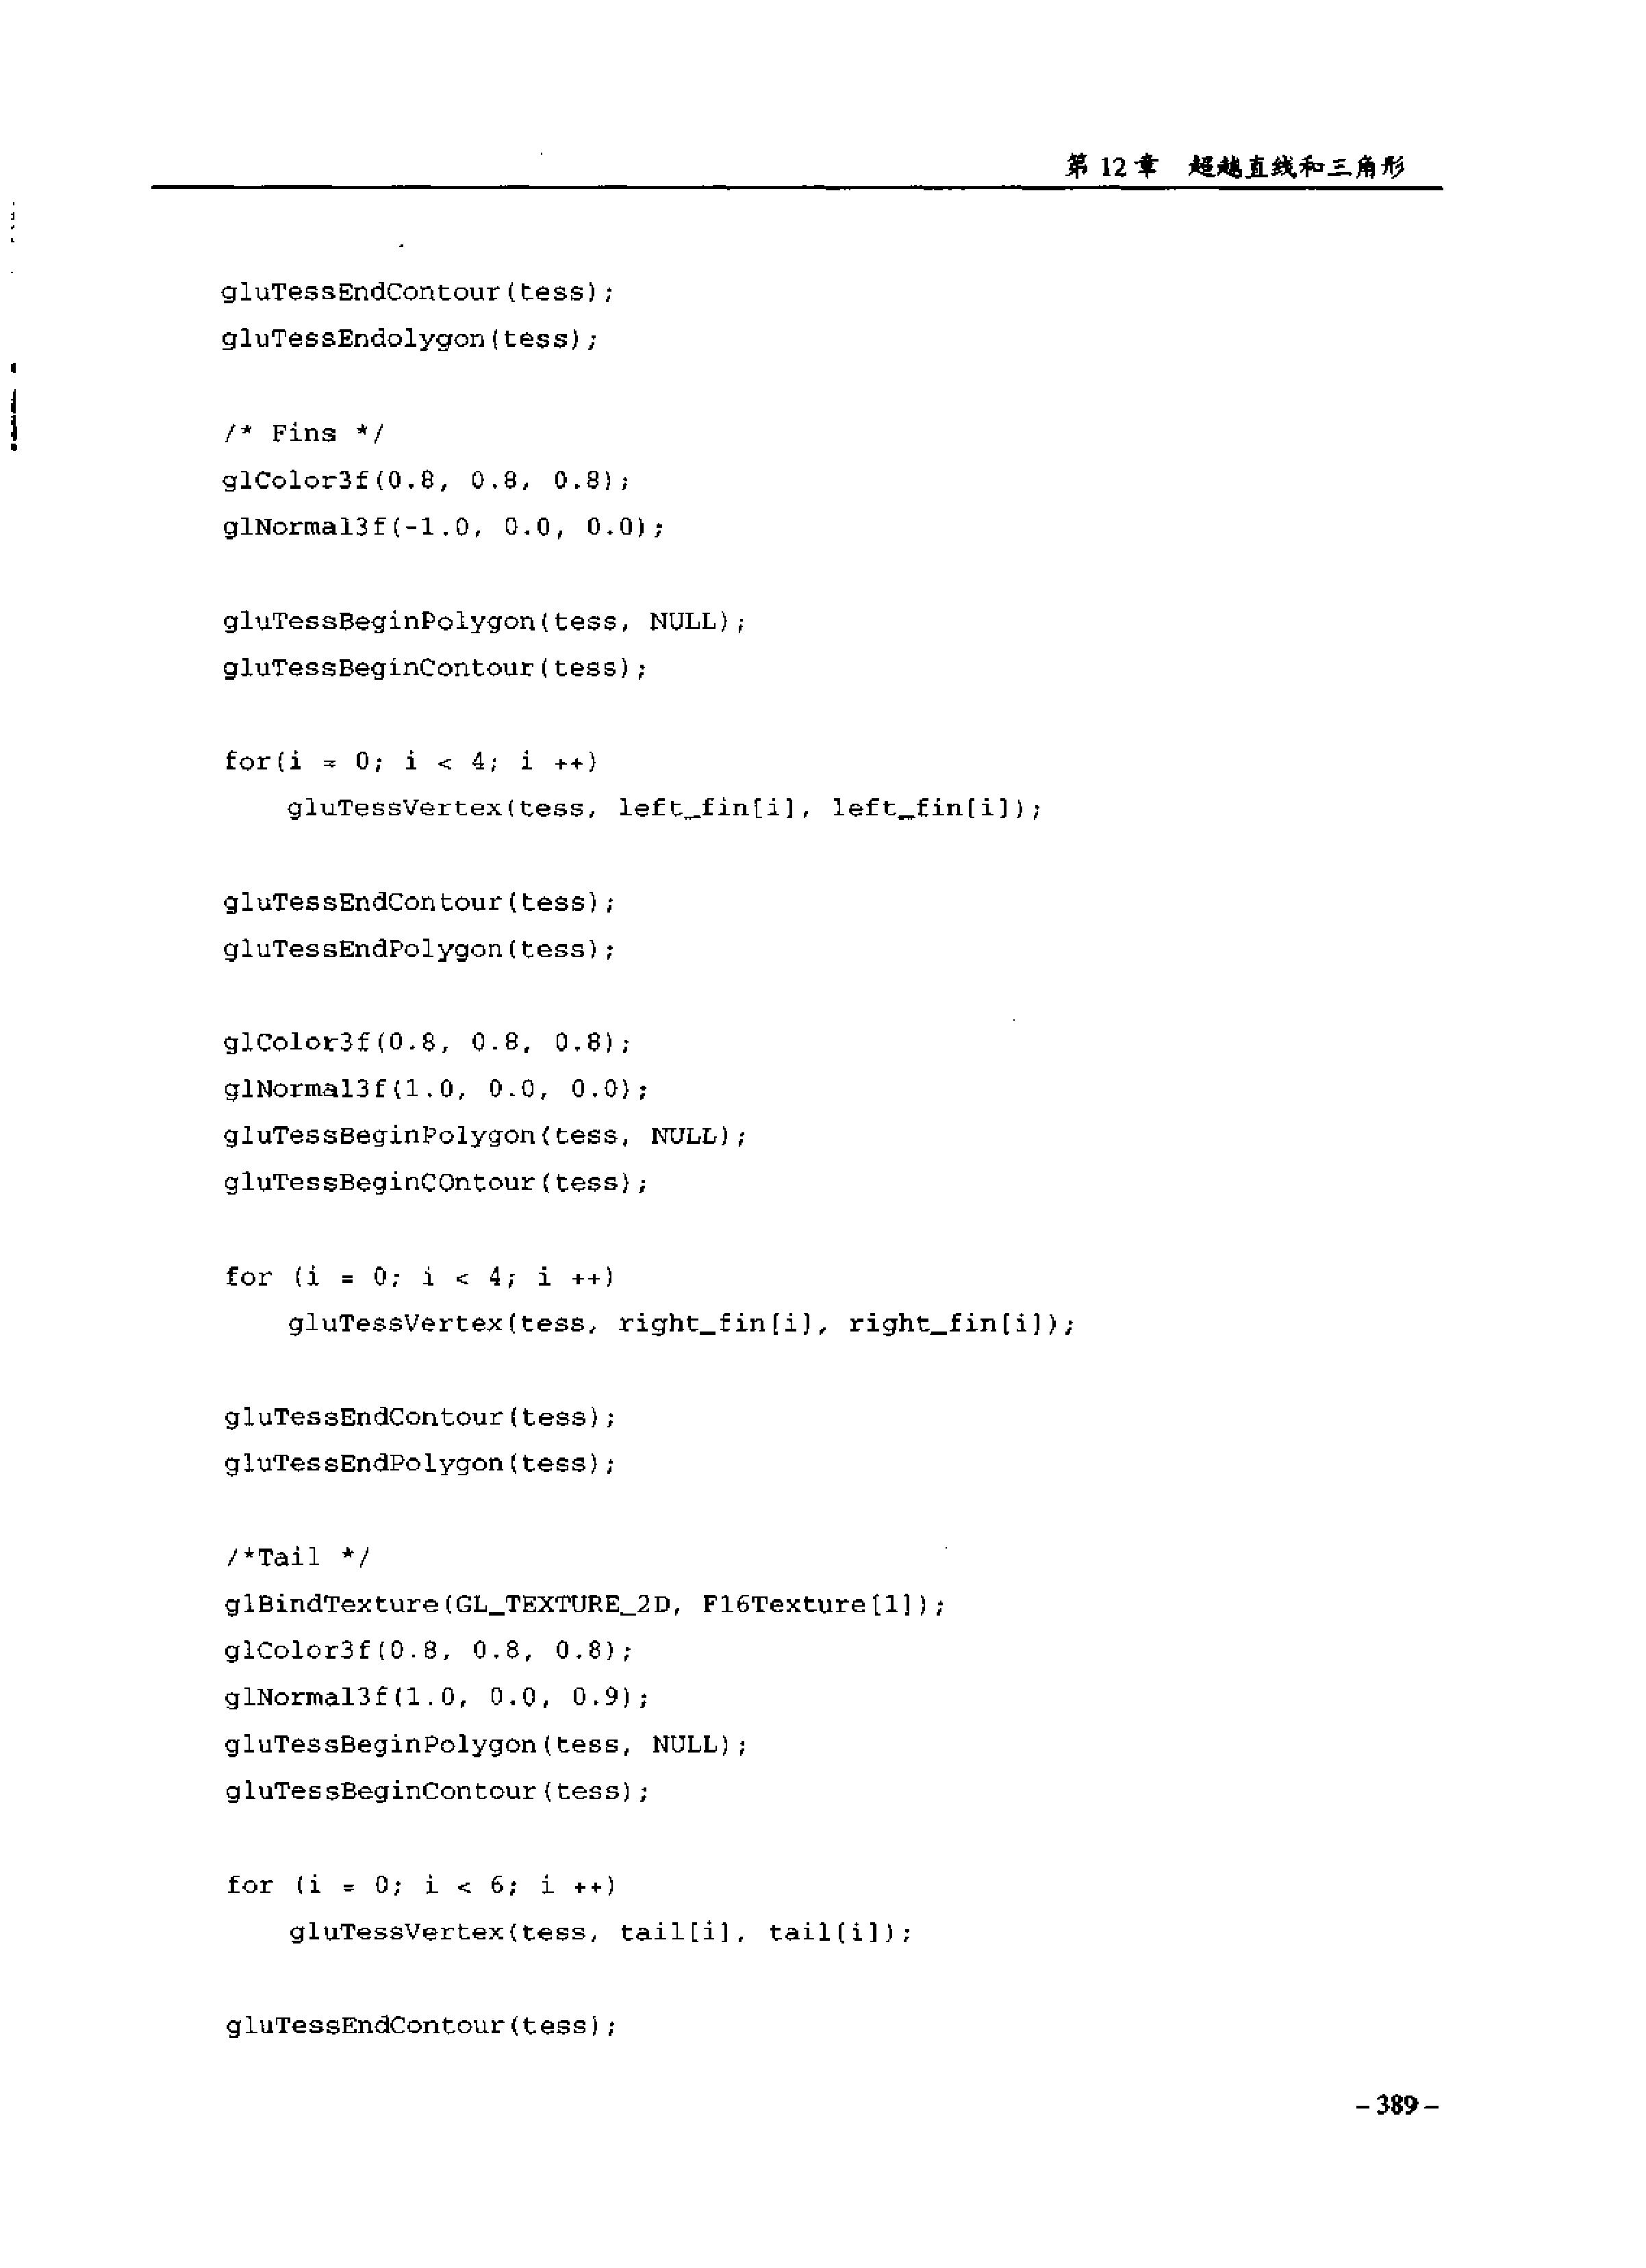 第 12 章 超越直线和三角形
gluTessEndContour(tess);
gluTessEndolygon(tess);
/* Fins */
glColor3f(0.8, 0.8, 0.8);
glNormal3f(-1.0, 0.0, 0.0);
gluTessBeginPolygon(tess, NULL);
gluTessBeginContour(tess);
for(i = 0; i < 4; i ++)
gluTessVertex(tess, left_fin[i], left_fin[i]);
gluTessEndContour(tess);
gluTessEndPolygon(tess);
glColor3f(0.8, 0.8, 0.8);
glNormal3f(1.0, 0.0, 0.0);
gluTessBeginPolygon(tess, NULL);
gluTessBeginCOntour(tess);
for (i = 0; i < 4; i ++)
gluTessVertex(tess, right_fin[i], right_fin[i]);
gluTessEndContour(tess);
gluTessEndPolygon(tess);
/*Tail */
glBindTexture(GL_TEXTURE_2D, F16Texture[1]);
glColor3f(0.8, 0.8, 0.8);
glNormal3f(1.0, 0.0, 0.9);
gluTessBeginPolygon(tess, NULL);
gluTessBeginContour(tess);
for (i = 0; i < 6; i ++)
gluTessVertex(tess, tail[i], tail[i]);
gluTessEndContour(tess);
– 389 –